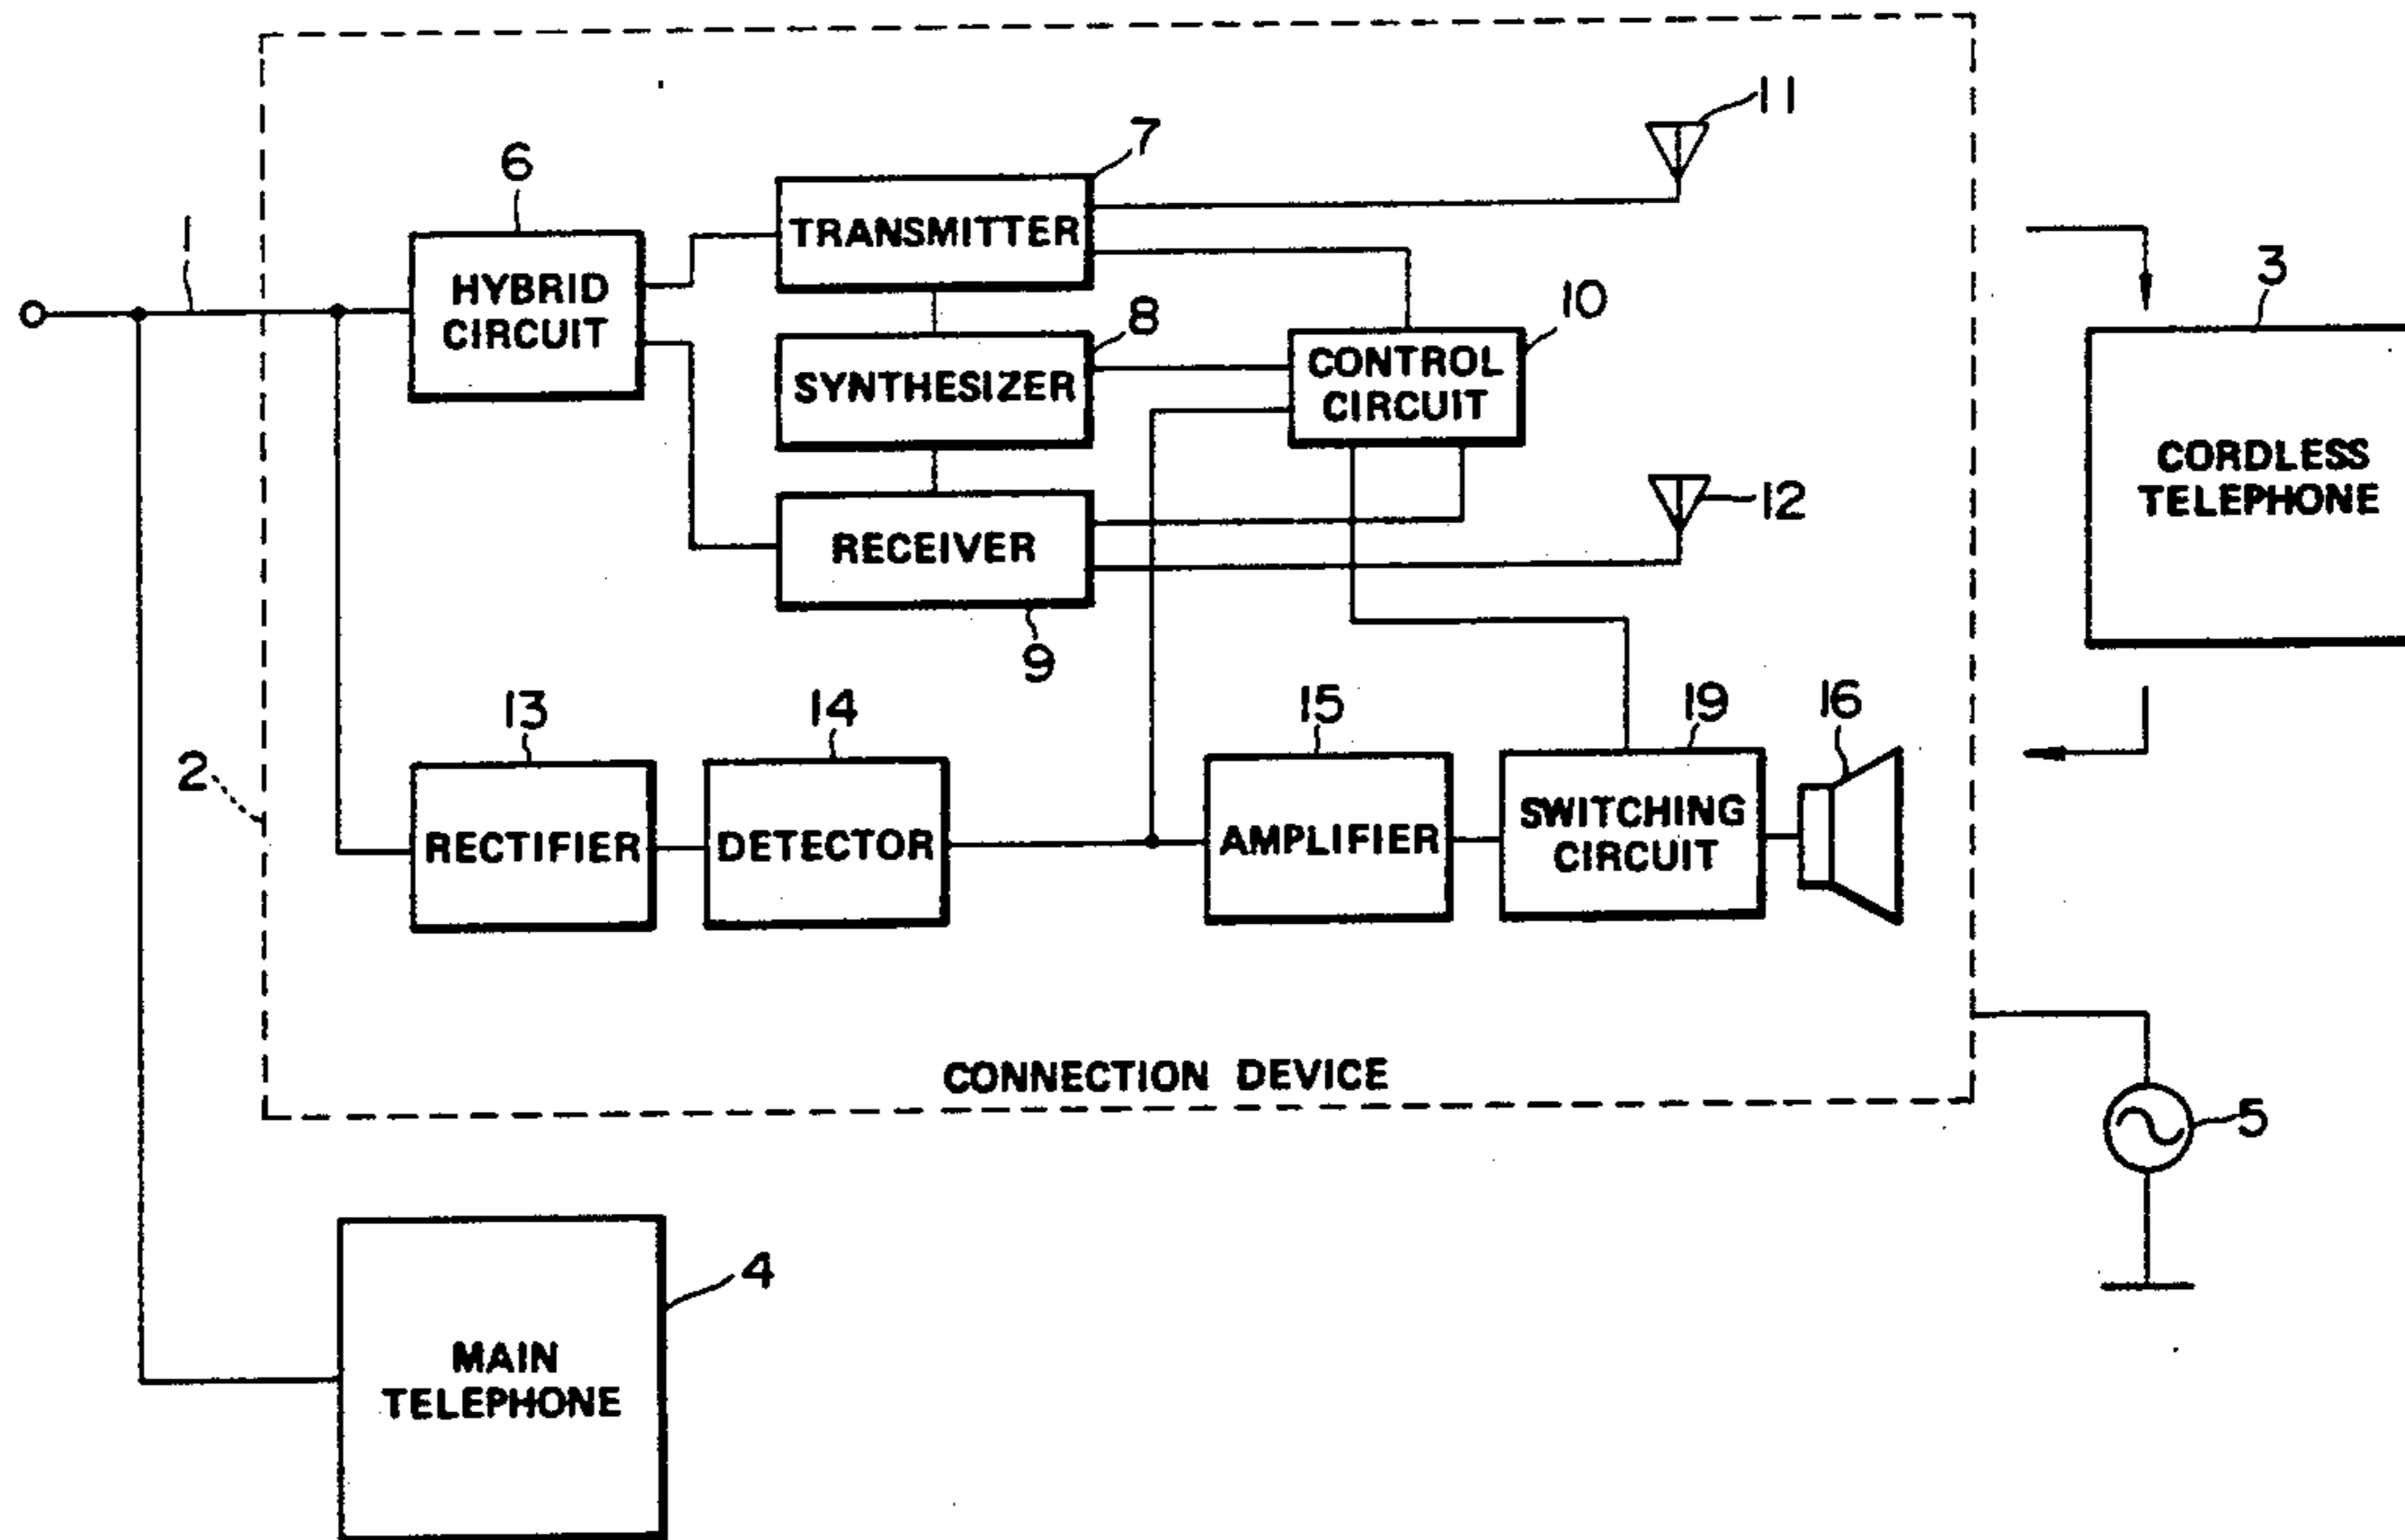 11
7
6
TRANSMITTER
1
HYBRID
CIRCUIT
8
10
3
SYNTHESIZER
CONTROL
CIRCUIT
CORDLESS
TELEPHONE
12
RECEIVER
9
13
14
15
19
16
2
RECTIFIER
DETECTOR
AMPLIFIER
SWITCHING
CIRCUIT
CONNECTION DEVICE
5
4
MAIN
TELEPHONE